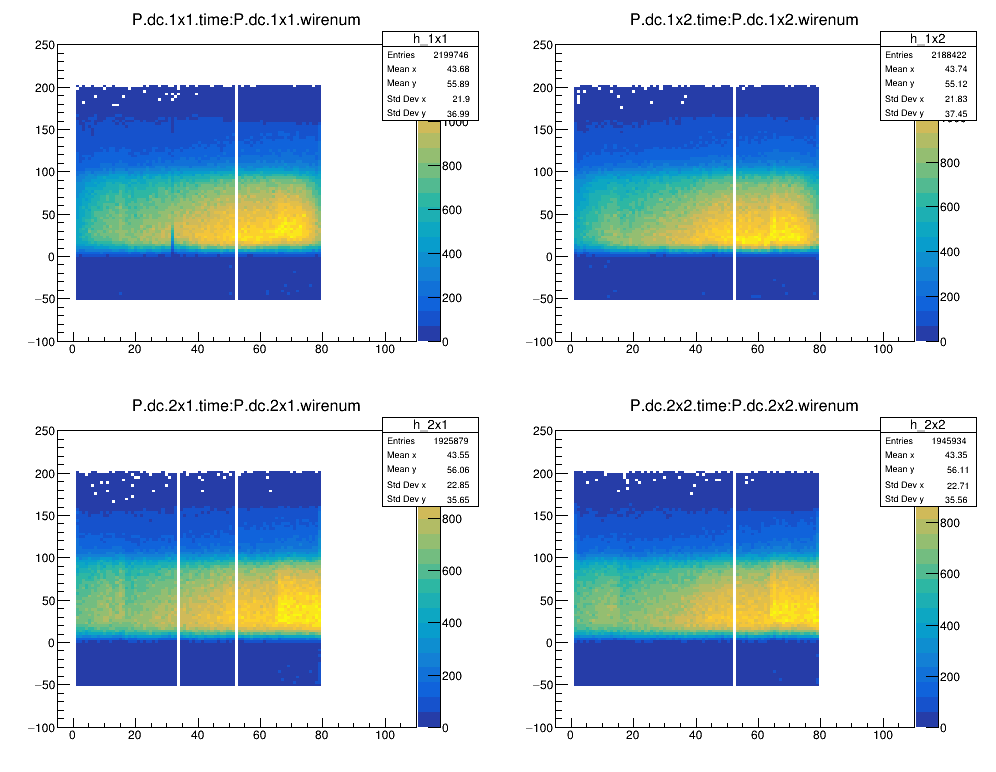 P.dc.1x1.time:P.dc.1x1.wirenum
h_1x1
Entries 2199746
Mean x 43.68
Mean y 55.89
Std Dev x 21.9
Std Dev y 36.99
250
200
150
100
50
0
−50
−100
0 20 40 60 80 100
1000
800
600
400
200
0
P.dc.1x2.time:P.dc.1x2.wirenum
h_1x2
Entries 2188422
Mean x 43.74
Mean y 55.12
Std Dev x 21.83
Std Dev y 37.45
250
200
150
100
50
0
−50
−100
0 20 40 60 80 100
800
600
400
200
0
P.dc.2x1.time:P.dc.2x1.wirenum
h_2x1
Entries 1925879
Mean x 43.55
Mean y 56.06
Std Dev x 22.85
Std Dev y 35.65
250
200
150
100
50
0
−50
−100
0 20 40 60 80 100
800
600
400
200
0
P.dc.2x2.time:P.dc.2x2.wirenum
h_2x2
Entries 1945934
Mean x 43.35
Mean y 56.11
Std Dev x 22.71
Std Dev y 35.56
250
200
150
100
50
0
−50
−100
0 20 40 60 80 100
800
600
400
200
0